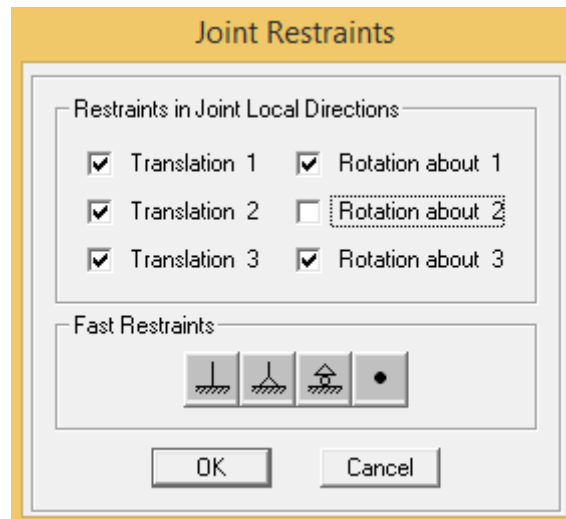 Joint Restraints
Restraints in Joint Local Directions
Translation 1 Rotation about 1
Translation 2 Rotation about 2
Translation 3 Rotation about 3
Fast Restraints
OK Cancel